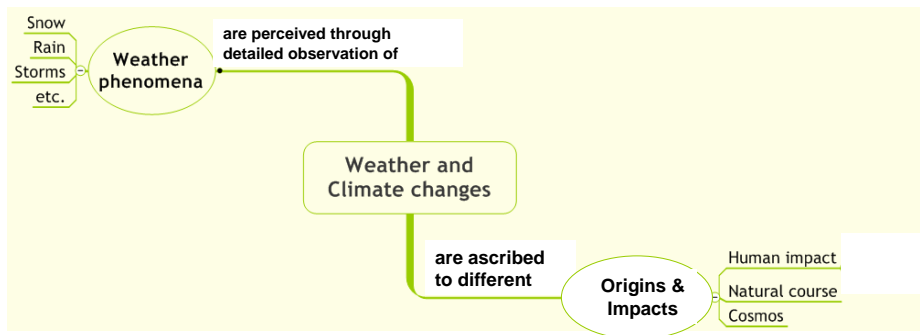 Snow
Rain
Storms
etc.
Weather
phenomena
are perceived through
detailed observation of
Weather and
Climate changes
are ascribed
to different
Origins &
Impacts
Human impact
Natural course
Cosmos